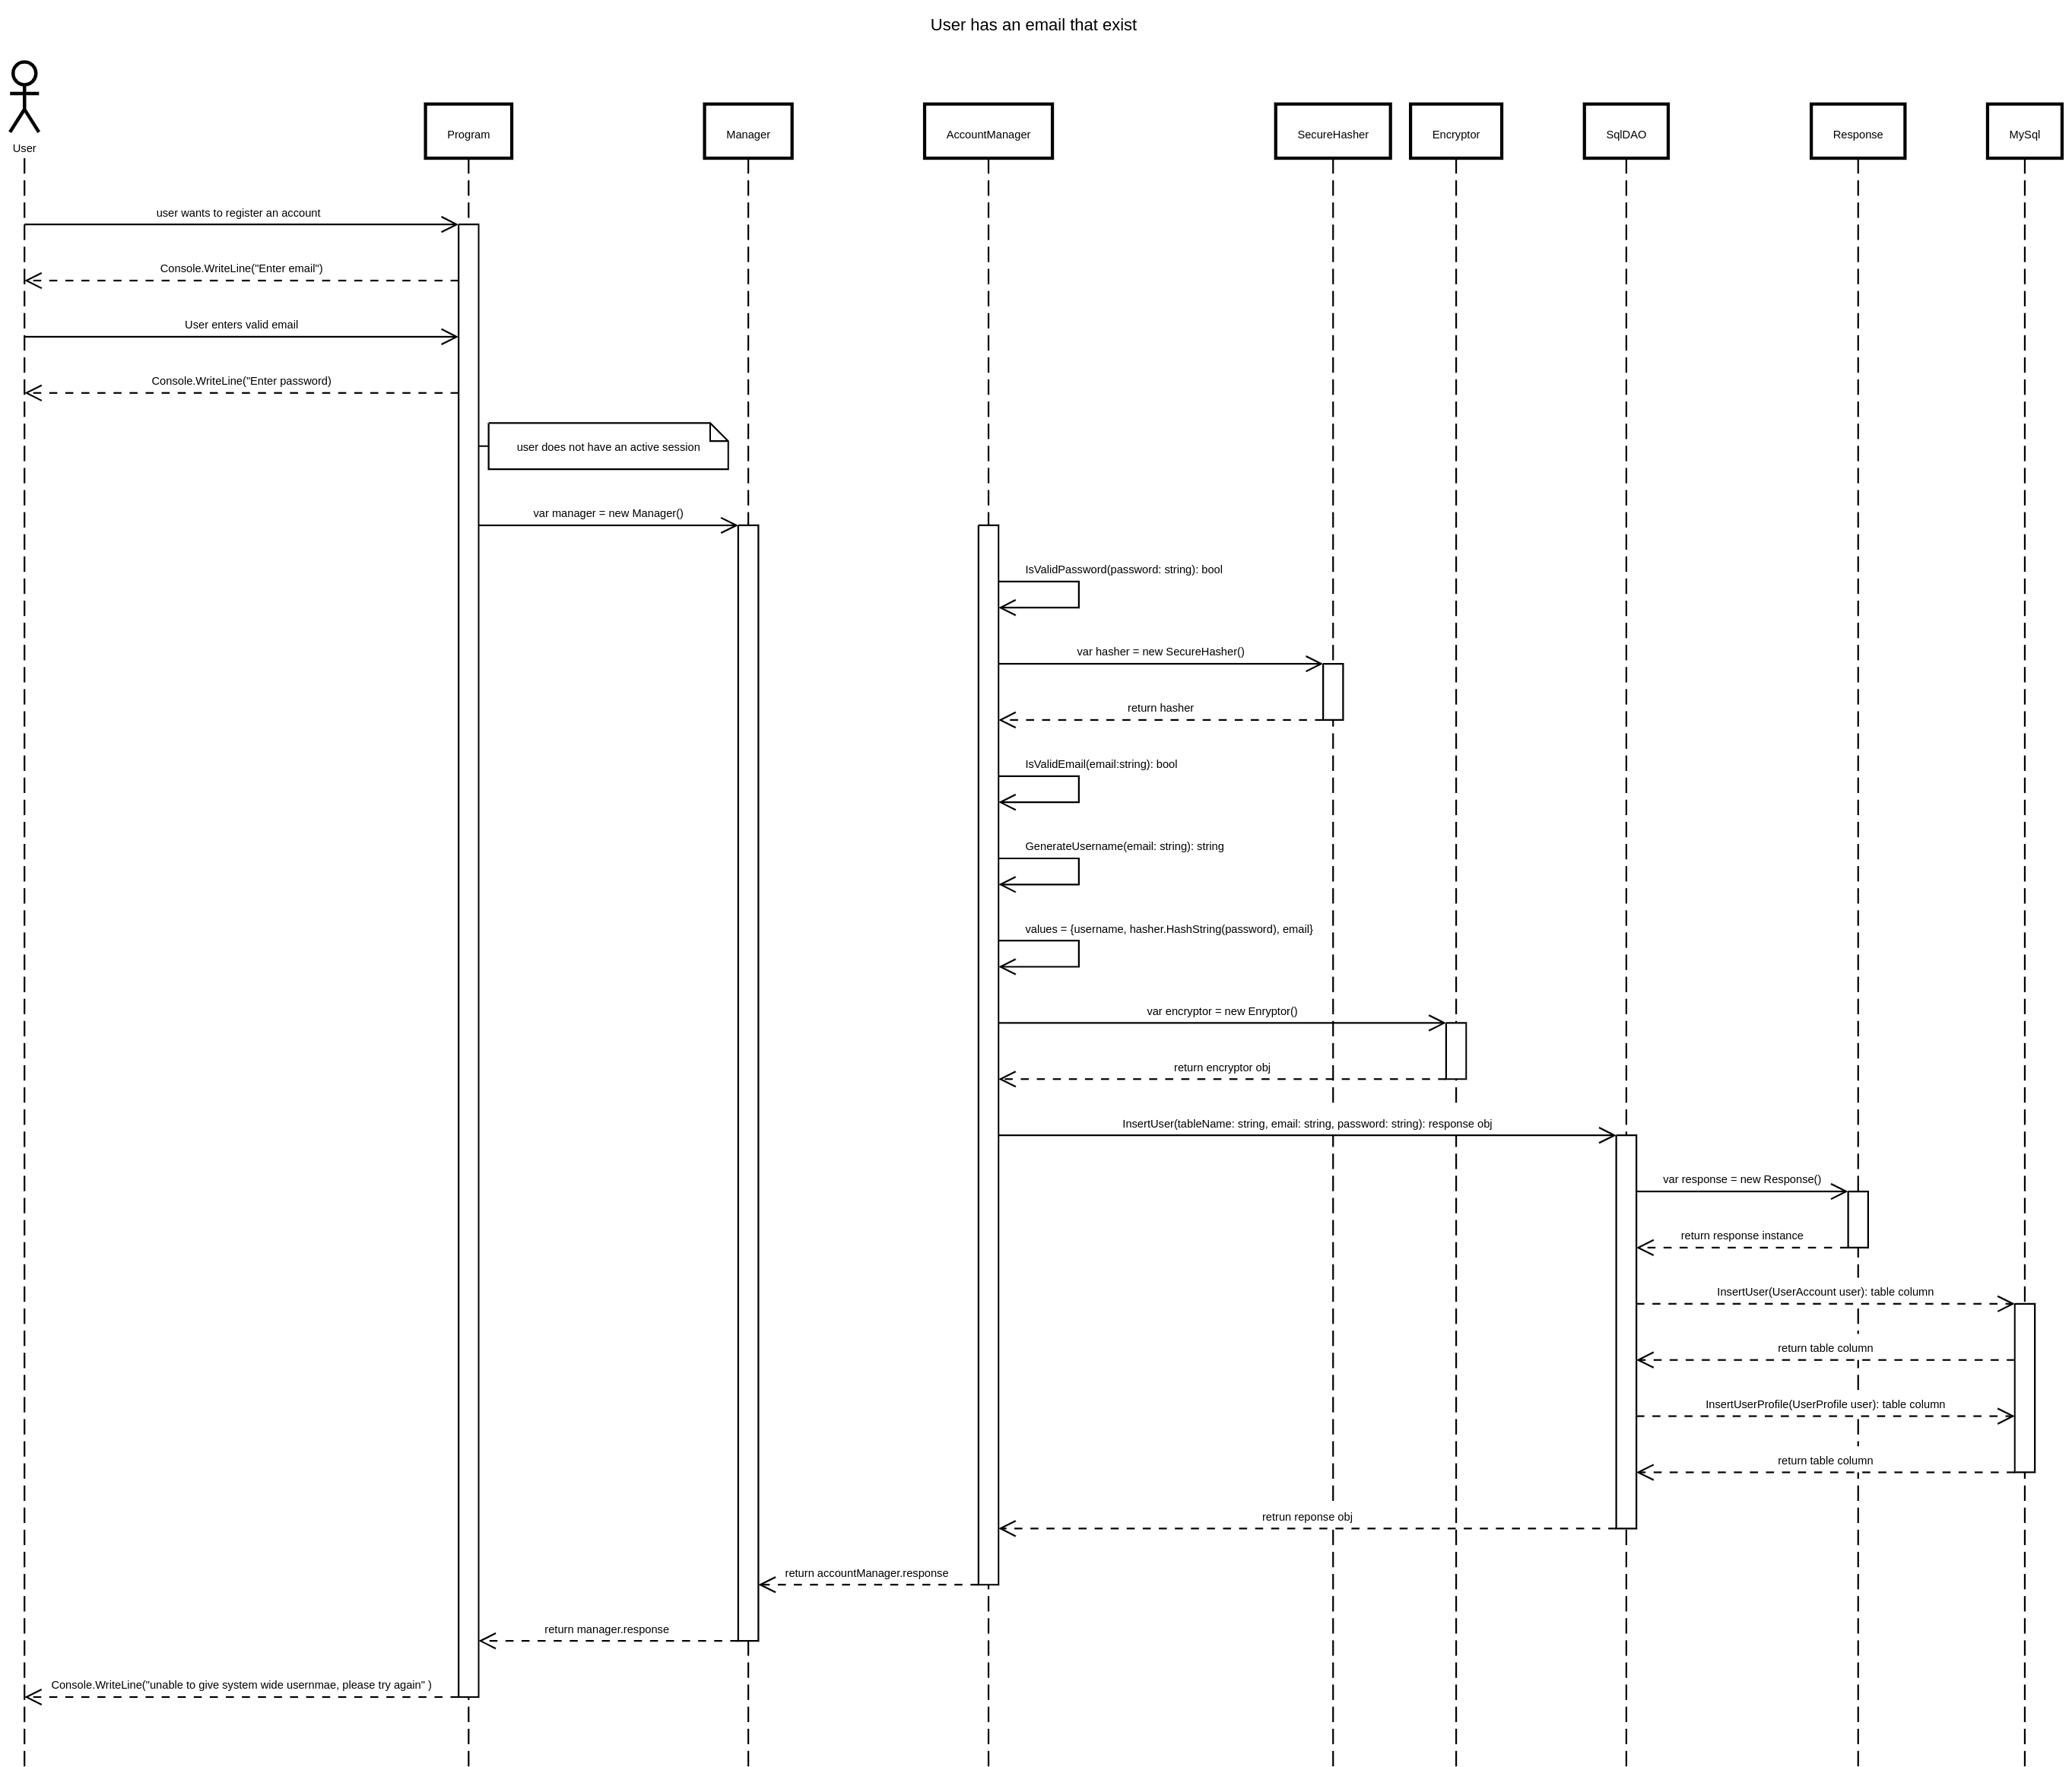 User has an email that exist
User
Program
Manager
AccountManager
SecureHasher
Encryptor
SqlDAO
Response
MySql
user wants to register an account
Console.WriteLine("Enter email")
User enters valid email
Console.WriteLine("Enter password)
user does not have an active session
var manager = new Manager()
IsValidPassword(password: string): bool
var hasher = new SecureHasher()
return hasher
IsValidEmail(email:string): bool
GenerateUsername(email: string): string
values = {username, hasher.HashString(password), email}
var encryptor = new Enryptor()
return encryptor obj
InsertUser(tableName: string, email: string, password: string): response obj
var response = new Response()
return response instance
InsertUser(UserAccount user): table column
return table column
InsertUserProfile(UserProfile user): table column
return table column
retrun reponse obj
return accountManager.response
return manager.response
Console.WriteLine("unable to give system wide usernmae, please try again" )